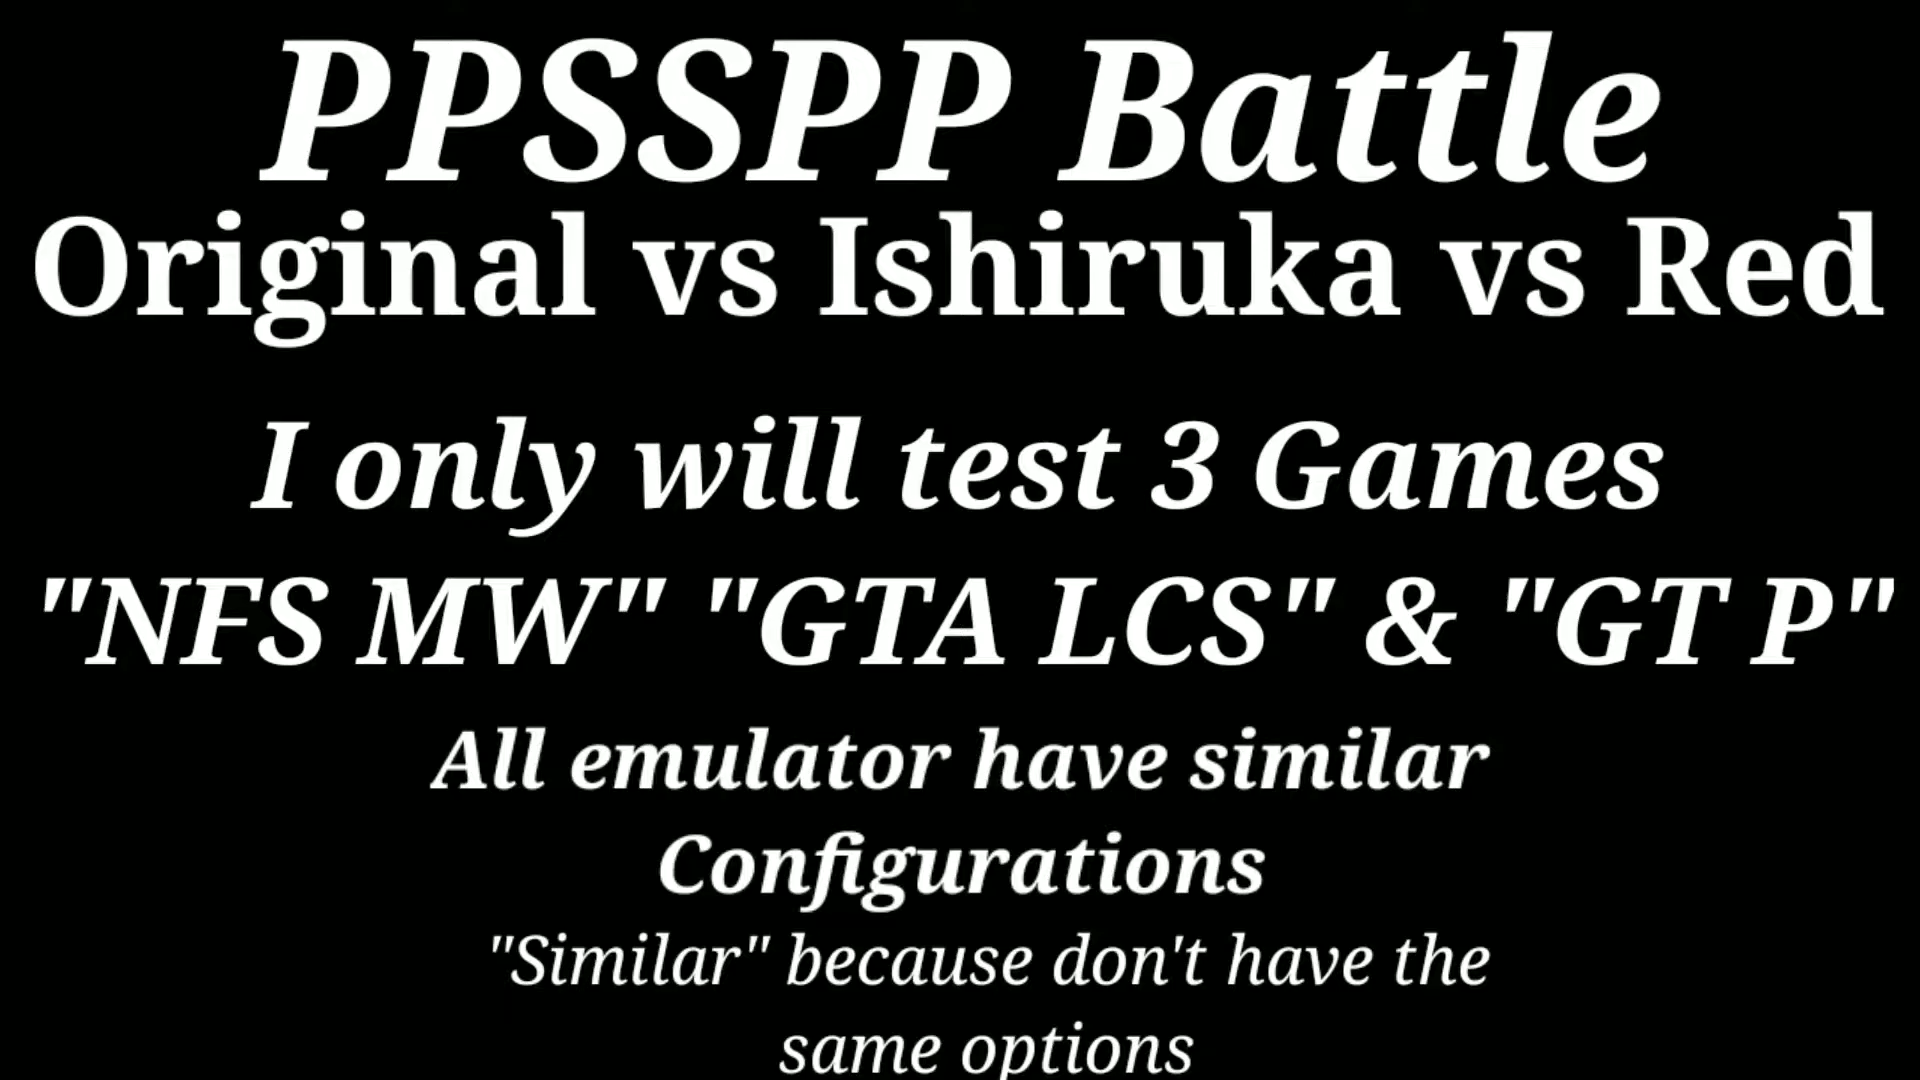 PPSSPP Battle
Original vs Ishiruka vs Red
I only will test 3 Games
"NFS MW" "GTA LCS" & "GT P"
All emulator have similar
Configurations
"Similar" because don't have the
same options